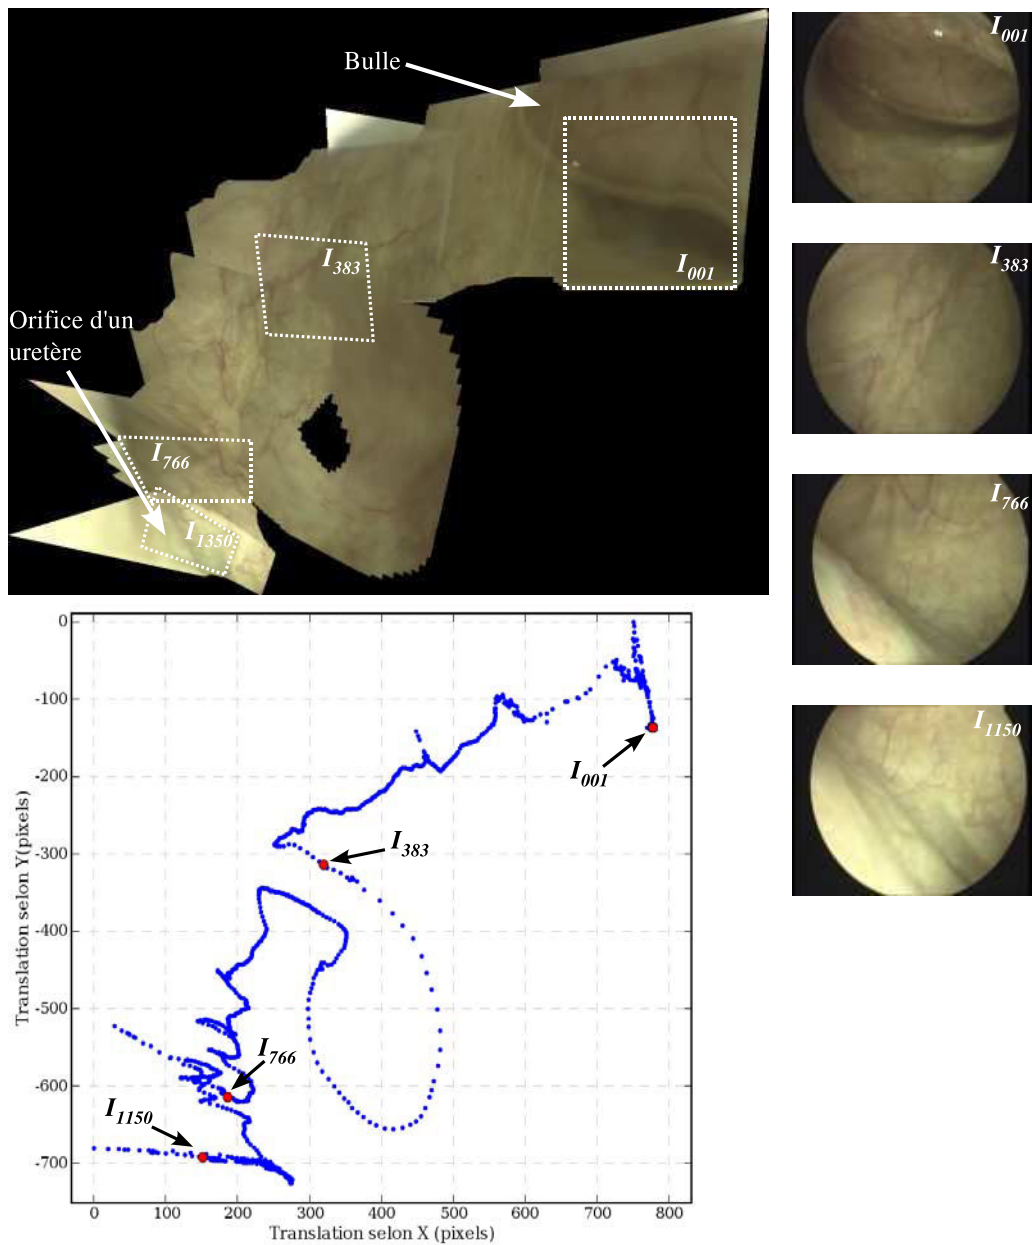 Bulle
I001
I383
I001
Orifice d'un
uretère
I766
I1350
I001
I383
I766
I1150
0
-100
-200
-300
-400
-500
-600
-700
Translation selon Y(pixels)
I001
I383
I766
I1150
0 100 200 300 400 500 600 700 800
Translation selon X (pixels)